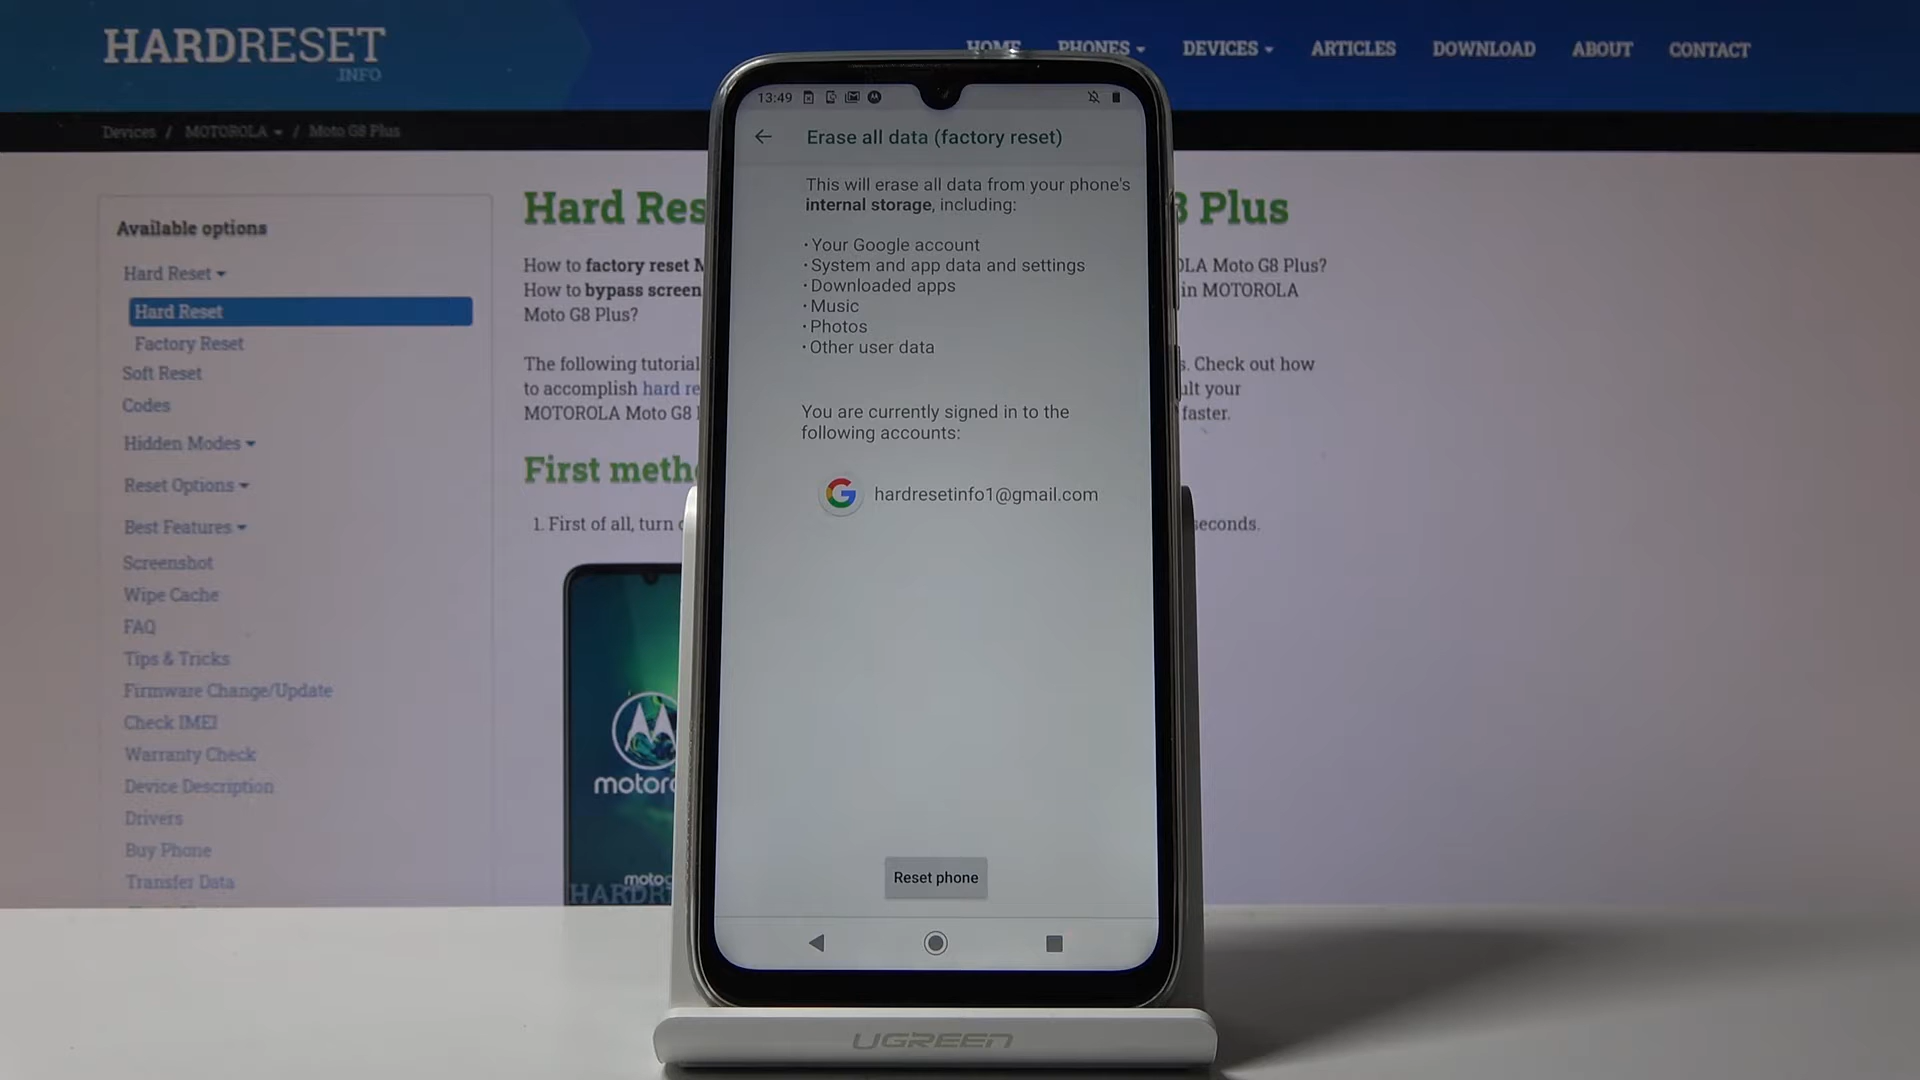 HARDRESET
.INFO
HOME PHONES DEVICES ARTICLES DOWNLOAD ABOUT CONTACT
Devices / MOTOROLA / Moto G8 Plus
Available options
Hard Reset
Hard Reset
Factory Reset
Soft Reset
Codes
Hidden Modes
Reset Options
Best Features
Screenshot
Wipe Cache
FAQ
Tips & Tricks
Firmware Change/Update
Check IMEI
Warranty Check
Device Description
Drivers
Buy Phone
Transfer Data
Hard Res
8 Plus
How to factory reset M
OLA Moto G8 Plus?
How to bypass screen
in MOTOROLA
Moto G8 Plus?
The following tutorial
s. Check out how
to accomplish hard re
ult your
MOTOROLA Moto G8
faster.
First meth
1. First of all, turn
seconds.
motoro
motog
HARDR
13:49
Erase all data (factory reset)
This will erase all data from your phone's
internal storage, including:
· Your Google account
· System and app data and settings
· Downloaded apps
· Music
· Photos
· Other user data
You are currently signed in to the
following accounts:
G hardresetinfo1@gmail.com
Reset phone
UGREEN